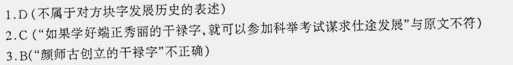 1.D(不属于对方块字发展历史的表述)
2.C(“如果学好端正秀丽的干禄字,就可以参加科举考试谋求仕途发展”与原文不符)
3.B(“颜师古创立的干禄字”不正确)